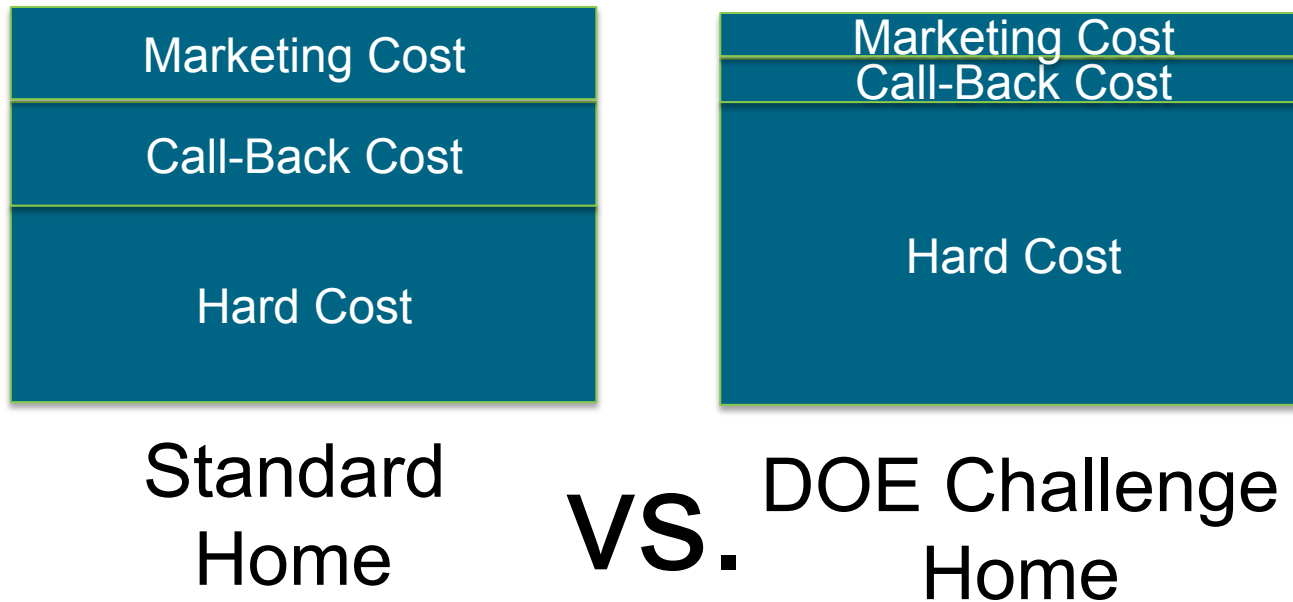 Marketing Cost
Call-Back Cost
Hard Cost
Standard
Home
vs.
Marketing Cost
Call-Back Cost
Hard Cost
DOE Challenge
Home